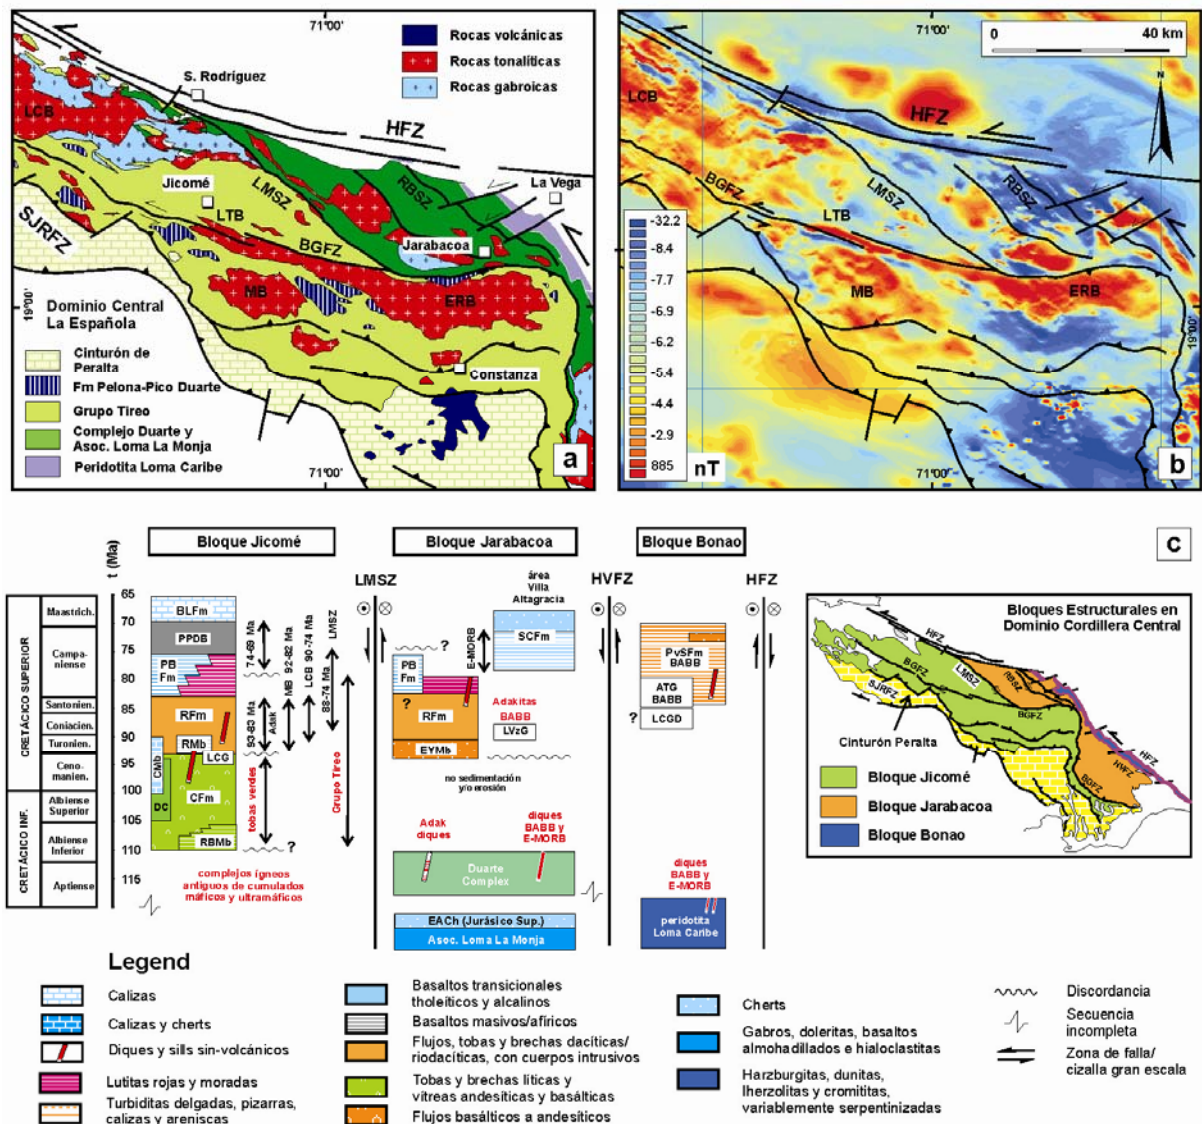 71º00'
Rocas volcánicas
Rocas tonalíticas
Rocas gabroicas
S. Rodríguez
LCB
HFZ
La Vega
Jicomé
LMSZ
RBSZ
SJRFZ
LTB
BGFZ
Jarabacoa
MB
ERB
19º00'
Dominio Central
La Española
Cinturón de
Peralta
Fm Pelona-Pico Duarte
Grupo Tireo
Complejo Duarte y
Asoc. Loma La Monja
Peridotita Loma Caribe
Constanza
71º00'
a
71º00'
0 40 km
N
LCB
HFZ
BGFZ
LMSZ
RBSZ
LTB
MB
ERB
19º00'
-32.2
-8.4
-7.7
-6.9
-6.2
-5.4
-4.4
-2.9
885
nT
71º00'
b
c
Bloque Jicomé
Bloque Jarabacoa
Bloque Bonao
t (Ma)
LMSZ
HVFZ
HFZ
65
70
75
80
85
90
95
100
105
110
115
CRETÁCICO SUPERIOR
CRETÁCICO INF.
Maastrich.
Campa-
niense
Santonien.
Coniacien.
Turonien.
Ceno-
manien.
Albiense
Superior
Albiense
Inferior
Aptiense
BLFm
PPDB
PB
Fm
RFm
RMb
LCG
CMb
DC
CFm
RBMb
?
74-69 Ma
93-83 Ma
Adak
MB 92-82 Ma
LCB 90-74 Ma
88-74 Ma LMSZ
tobas verdes
Grupo Tireo
complejos ígneos
antiguos de cumulados
máficos y ultramáficos
área
Villa
Altagracia
?
PB
Fm
?
E-MORB
SCFm
RFm
EYMb
Adakitas
BABB
LVzG
no sedimentación
y/o erosión
Adak
diques
diques
BABB y
E-MORB
Duarte
Complex
EACh (Jurásico Sup.)
Asoc. Loma La Monja
PvSFm
BABB
ATG
BABB
?
LCGD
diques
BABB y
E-MORB
peridotita
Loma Caribe
Bloques Estructurales en
Dominio Cordillera Central
HFZ
BGFZ
LMSZ
RBSZ
SJRFZ
BGFZ
HFZ
HVFZ
BGFZ
Cinturón Peralta
Bloque Jicomé
Bloque Jarabacoa
Bloque Bonao
Legend
Calizas
Calizas y cherts
Diques y sills sin-volcánicos
Lutitas rojas y moradas
Turbiditas delgadas, pizarras,
calizas y areniscas
Basaltos transicionales
tholeíticos y alcalinos
Basaltos masivos/afíricos
Flujos, tobas y brechas dacíticas/
riodacíticas, con cuerpos intrusivos
Tobas y brechas líticas y
vítreas andesíticas y basálticas
Flujos basálticos a andesíticos
Cherts
Gabros, doleritas, basaltos
almohadillados e hialoclastitas
Harzburgitas, dunitas,
lherzolitas y cromititas,
variablemente serpentinizadas
Discordancia
Secuencia
incompleta
Zona de falla/
cizalla gran escala